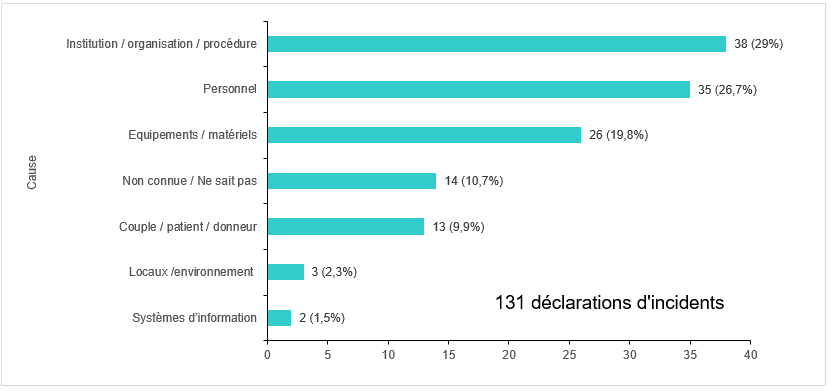 Cause
Institution / organisation / procédure
38 (29%)
Personnel
35 (26,7%)
Equipements / matériels
26 (19,8%)
Non connue / Ne sait pas
14 (10,7%)
Couple / patient / donneur
13 (9,9%)
Locaux /environnement
3 (2,3%)
Systèmes d'information
2 (1,5%)
131 déclarations d'incidents
0 5 10 15 20 25 30 35 40